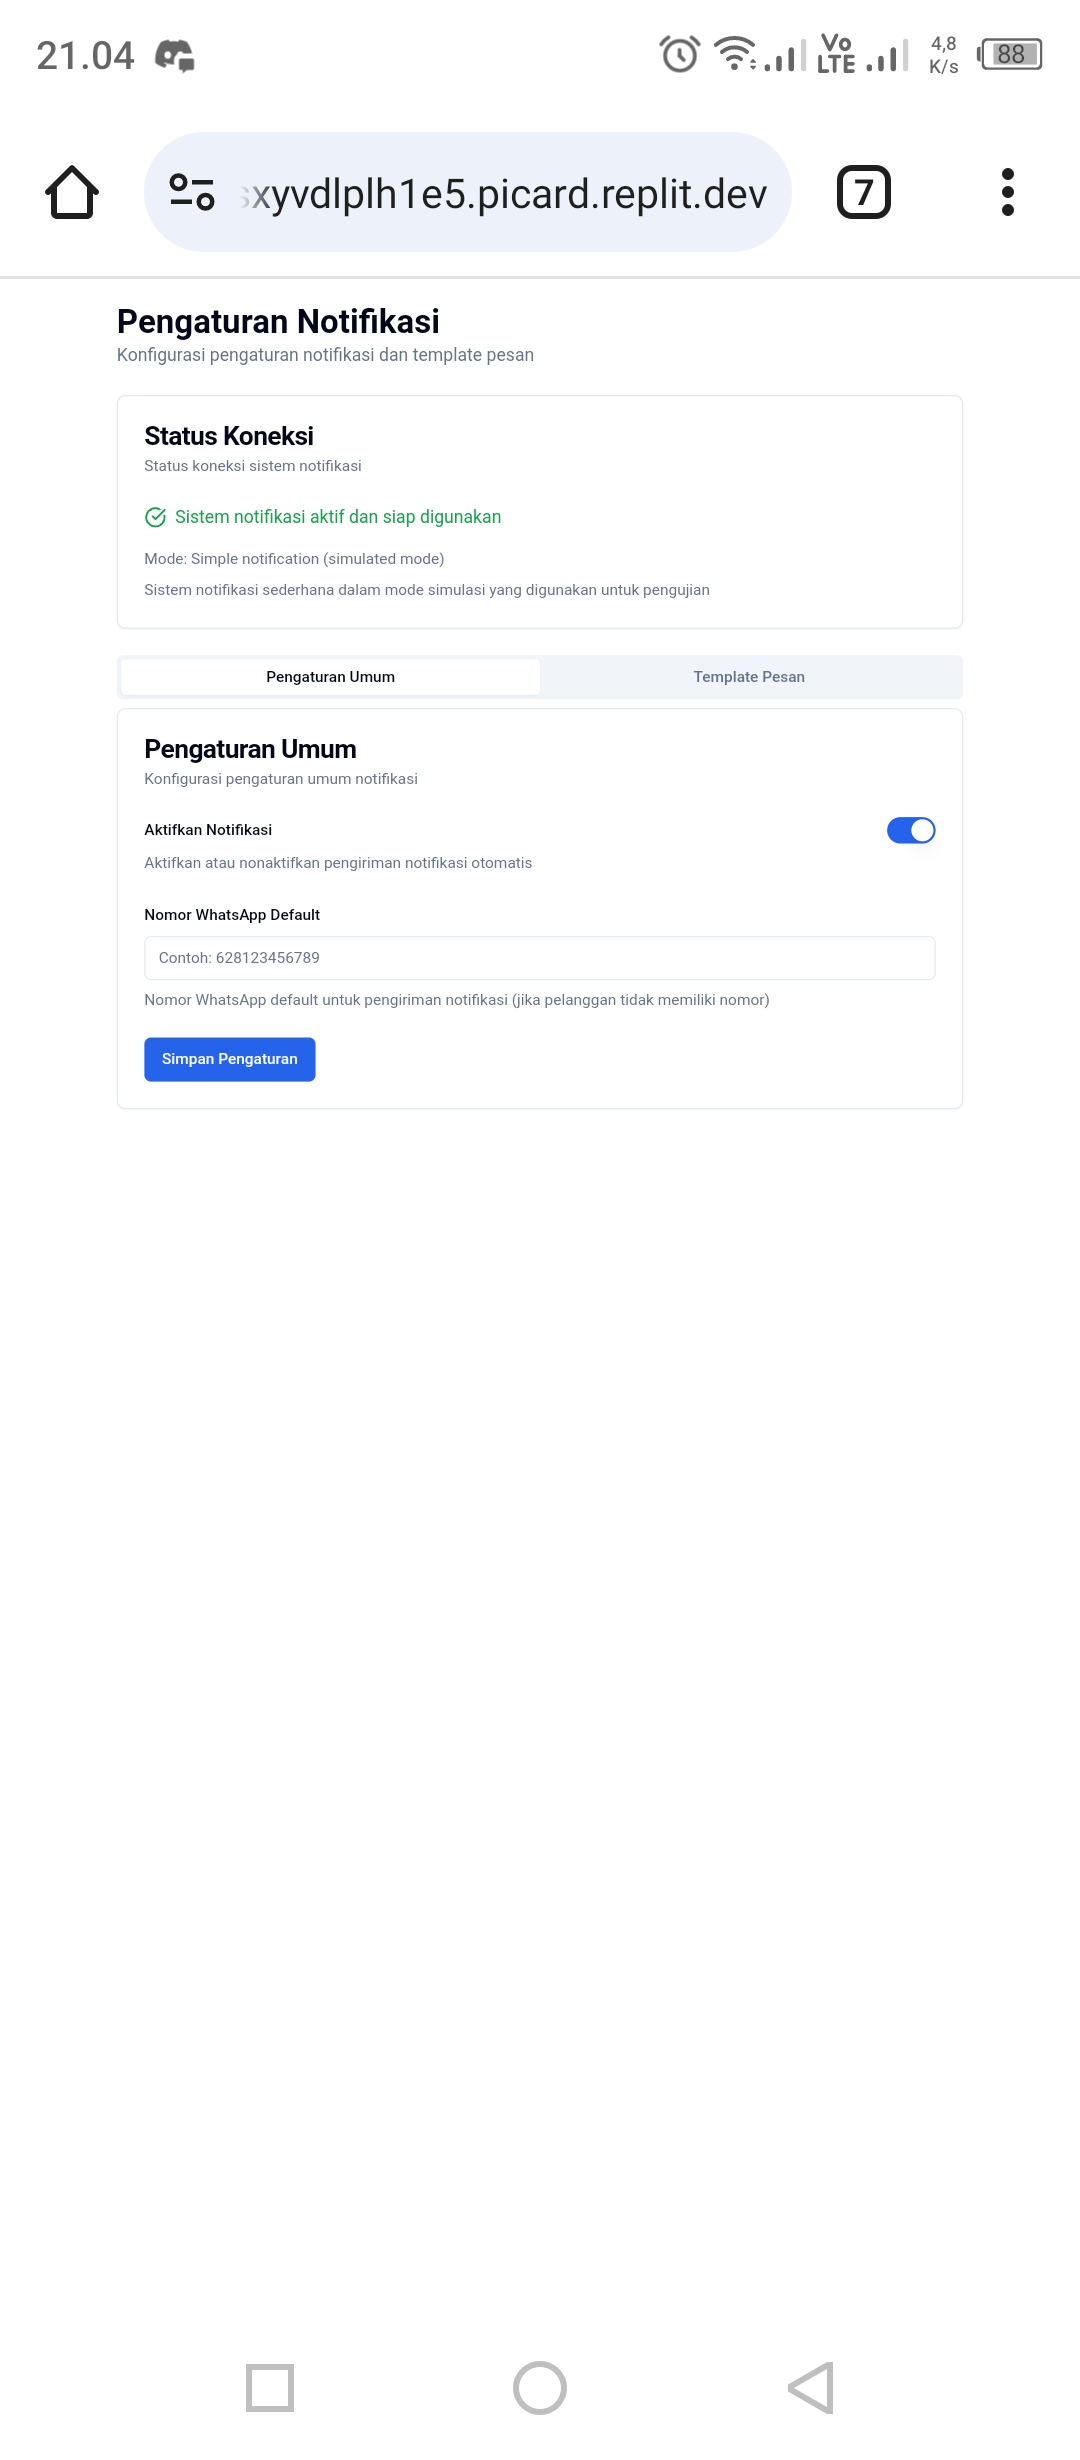 21.04
Vo
LTE
4,8
K/s
88
xyvdlplh1e5.picard.replit.dev
7
Pengaturan Notifikasi
Konfigurasi pengaturan notifikasi dan template pesan
Status Koneksi
Status koneksi sistem notifikasi
Sistem notifikasi aktif dan siap digunakan
Mode: Simple notification (simulated mode)
Sistem notifikasi sederhana dalam mode simulasi yang digunakan untuk pengujian
Pengaturan Umum
Template Pesan
Pengaturan Umum
Konfigurasi pengaturan umum notifikasi
Aktifkan Notifikasi
Aktifkan atau nonaktifkan pengiriman notifikasi otomatis
Nomor WhatsApp Default
Contoh: 628123456789
Nomor WhatsApp default untuk pengiriman notifikasi (jika pelanggan tidak memiliki nomor)
Simpan Pengaturan